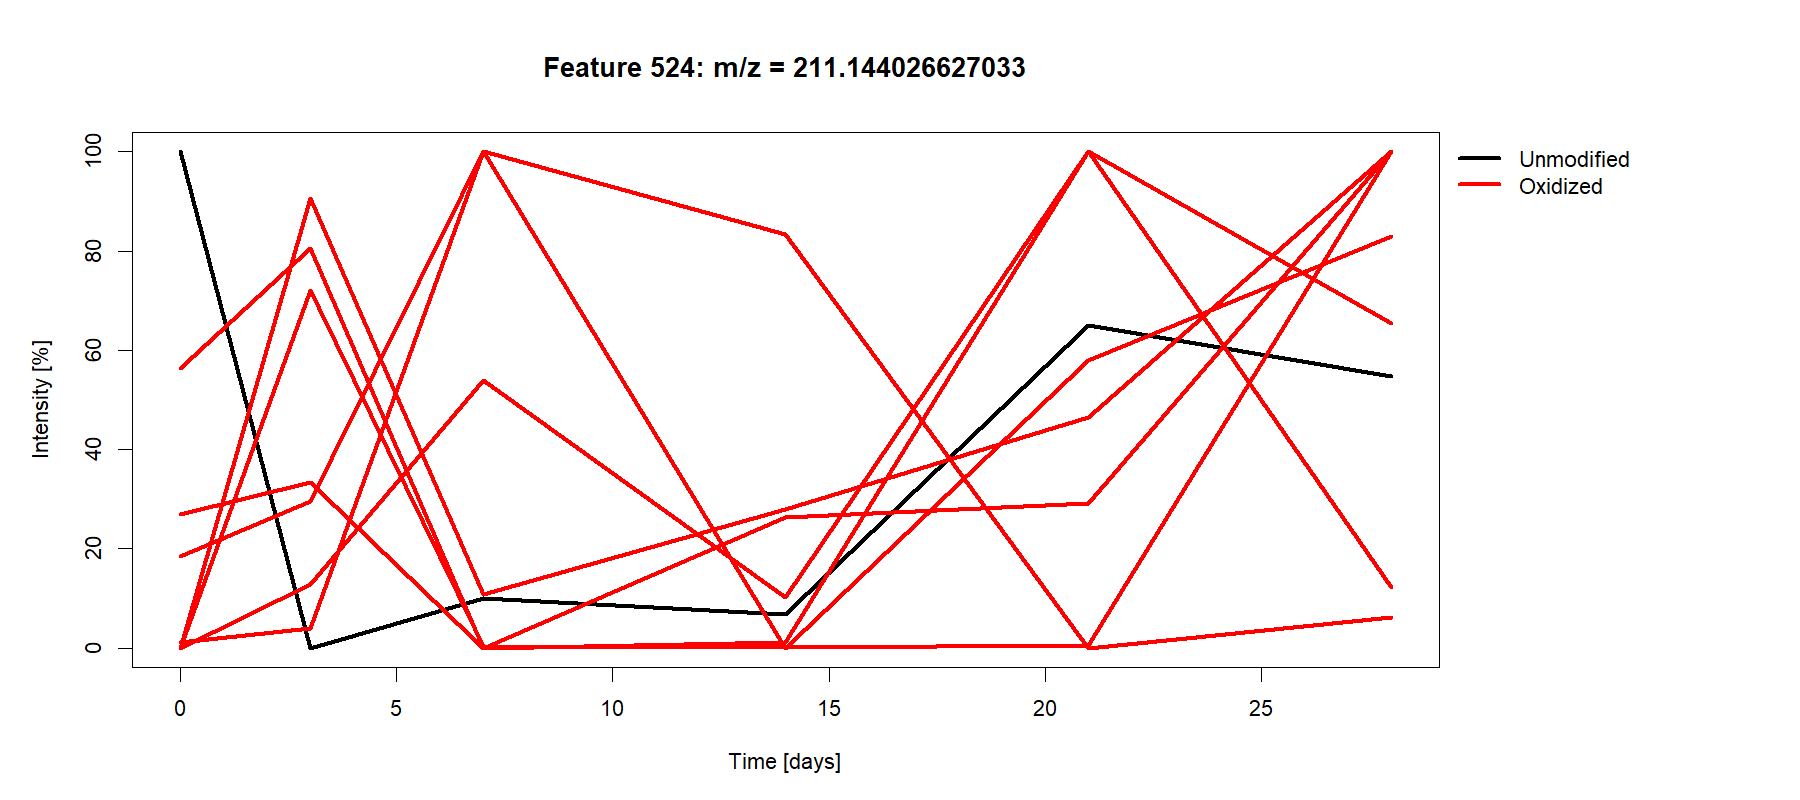 Feature 524: m/z = 211.144026627033
Unmodified
Oxidized
Intensity [%]
100
80
60
40
20
0
0 5 10 15 20 25
Time [days]